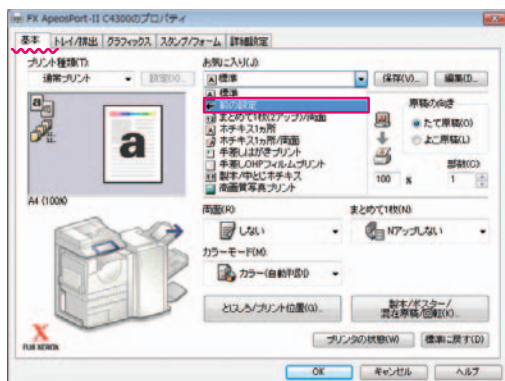 FX ApeosPort-II C4300のプロパティ
基本 トレイ/排出 グラフィックス スタンプ/フォーム 詳細設定
プリント種類(T):
通常プリント
設定(X)...
お気に入り(J):
標準
保存(V)... 編集(I)...
標準
前の設定
まとめて1枚(2アップ)/両面
ホチキス1ヵ所
ホチキス1ヵ所/両面
手差しはがきプリント
手差しOHPフィルムプリント
製本/中とじホチキス
高画質写真プリント
原稿の向き
たて原稿(O)
よこ原稿(L)
部数(C):
100 % 1
A4 (100%)
両面(R):
しない
まとめて1枚(N):
Nアップしない
カラーモード(M):
カラー(自動判別)
とじしろ/プリント位置(G)...
製本/ポスター/
混在原稿/回転(K)...
FUJI XEROX
プリンタの状態(W) 標準に戻す(D)
OK キャンセル ヘルプ